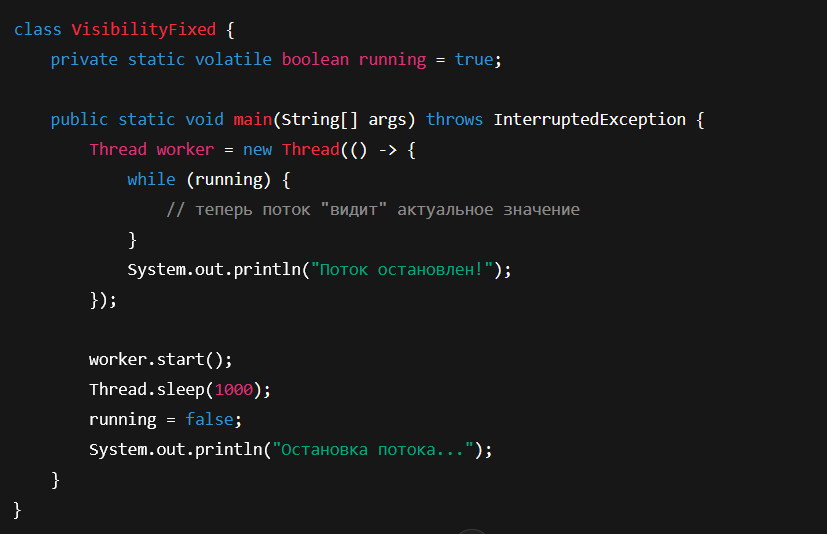 class VisibilityFixed {
    private static volatile boolean running = true;

    public static void main(String[] args) throws InterruptedException {
        Thread worker = new Thread(() -> {
            while (running) {
                // теперь поток "видит" актуальное значение
            }
            System.out.println("Поток остановлен!");
        });

        worker.start();
        Thread.sleep(1000);
        running = false;
        System.out.println("Остановка потока...");
    }
}